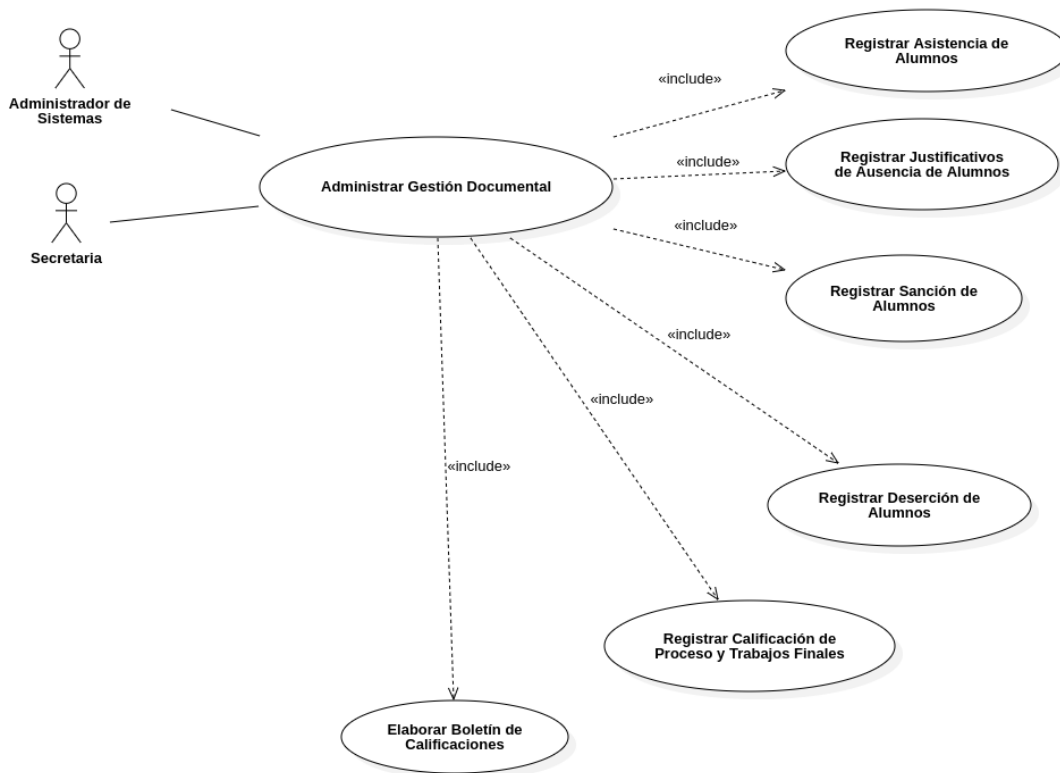 Administrador de
Sistemas
Secretaria
Administrar Gestión Documental
«include»
Registrar Asistencia de
Alumnos
«include»
Registrar Justificativos
de Ausencia de Alumnos
«include»
Registrar Sanción de
Alumnos
«include»
Registrar Deserción de
Alumnos
«include»
Registrar Calificación de
Proceso y Trabajos Finales
«include»
Elaborar Boletín de
Calificaciones